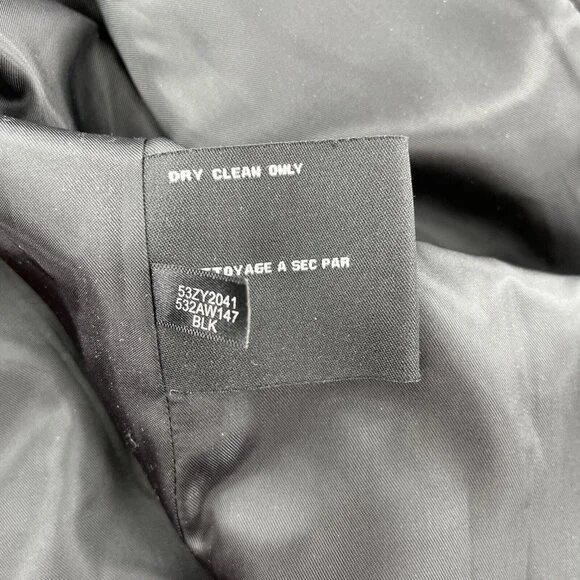 DRY CLEAN ONLY
TTOYAGE A SEC PAR
53ZY2041
532AW147
BLK